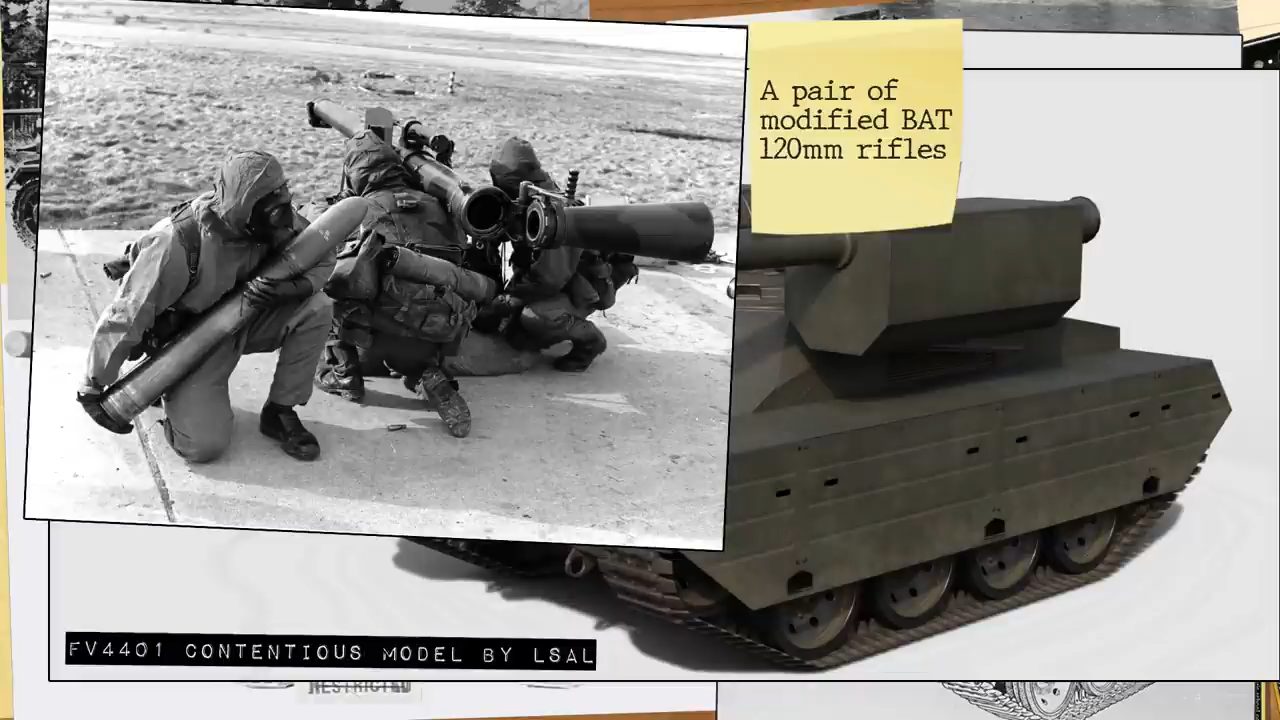 A pair of
modified BAT
120mm rifles
FV4401 CONTENTIOUS MODEL BY LSAL
RESTRICTED